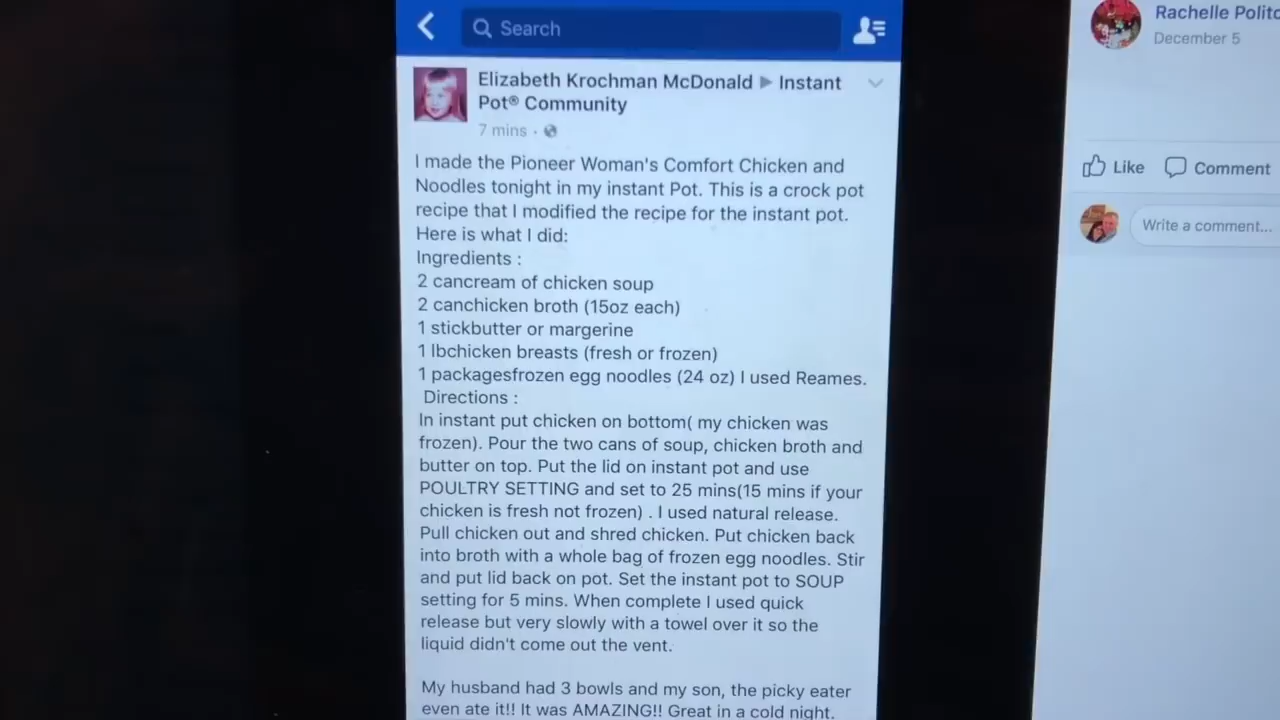 Search
Elizabeth Krochman McDonald ▶ Instant
Pot® Community
7 mins ·
I made the Pioneer Woman's Comfort Chicken and
Noodles tonight in my instant Pot. This is a crock pot
recipe that I modified the recipe for the instant pot.
Here is what I did:
Ingredients :
2 cancream of chicken soup
2 canchicken broth (15oz each)
1 stickbutter or margerine
1 lbchicken breasts (fresh or frozen)
1 packagesfrozen egg noodles (24 oz) I used Reames.
Directions :
In instant put chicken on bottom( my chicken was
frozen). Pour the two cans of soup, chicken broth and
butter on top. Put the lid on instant pot and use
POULTRY SETTING and set to 25 mins(15 mins if your
chicken is fresh not frozen) . I used natural release.
Pull chicken out and shred chicken. Put chicken back
into broth with a whole bag of frozen egg noodles. Stir
and put lid back on pot. Set the instant pot to SOUP
setting for 5 mins. When complete I used quick
release but very slowly with a towel over it so the
liquid didn't come out the vent.
My husband had 3 bowls and my son, the picky eater
even ate it!! It was AMAZING!! Great in a cold night.
Rachelle Polito
December 5
Like Comment
Write a comment...